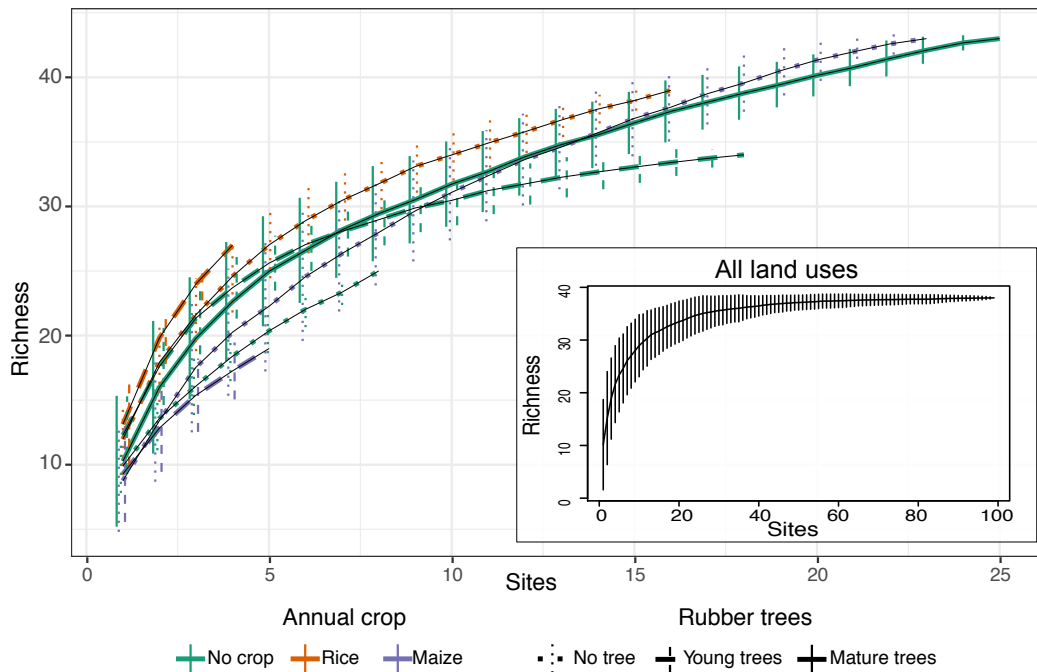 Richness
40
30
20
10
0
5
10
15
20
25
Sites
All land uses
Richness
40
30
20
10
0
0
20
40
60
80
100
Sites
Annual crop
Rubber trees
No crop
Rice
Maize
No tree
Young trees
Mature trees